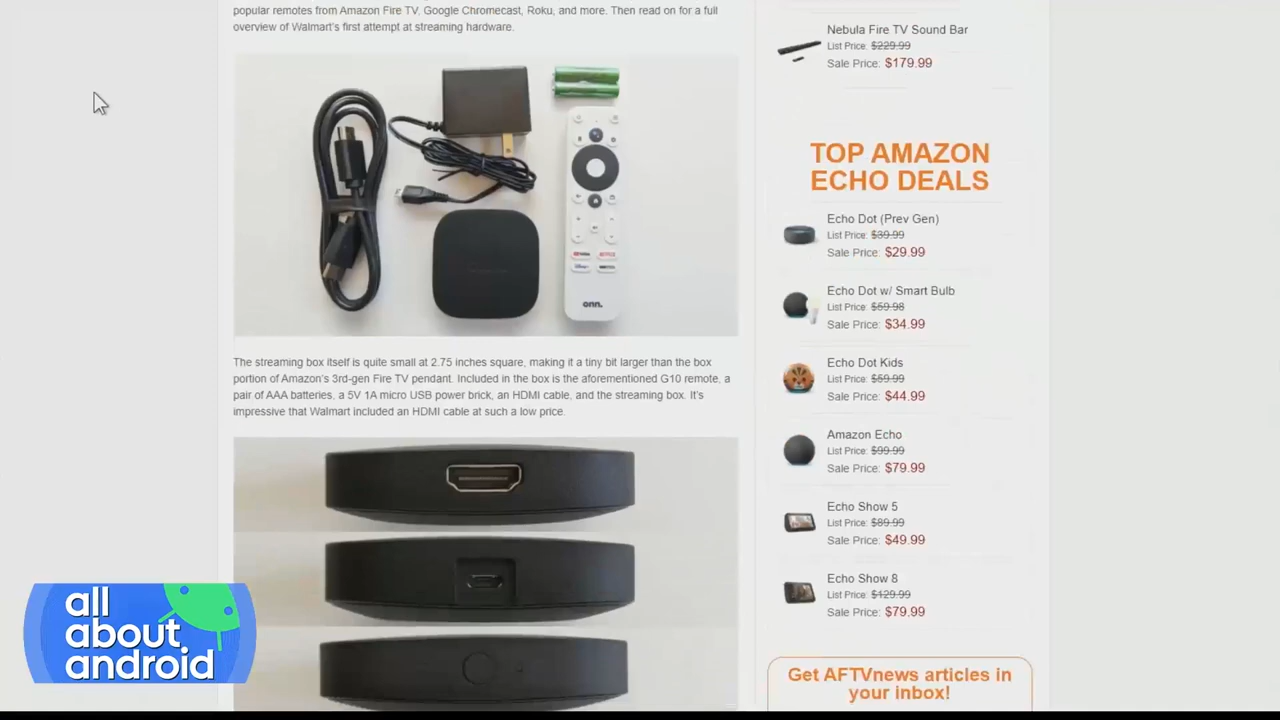 popular remotes from Amazon Fire TV, Google Chromecast, Roku, and more. Then read on for a full
overview of Walmart's first attempt at streaming hardware.
onn.
The streaming box itself is quite small at 2.75 inches square, making it a tiny bit larger than the box
portion of Amazon's 3rd-gen Fire TV pendant. Included in the box is the aforementioned G10 remote, a
pair of AAA batteries, a 5V 1A micro USB power brick, an HDMI cable, and the streaming box. It's
impressive that Walmart included an HDMI cable at such a low price.
Nebula Fire TV Sound Bar
List Price: $229.99
Sale Price: $179.99
TOP AMAZON
ECHO DEALS
Echo Dot (Prev Gen)
List Price: $39.99
Sale Price: $29.99
Echo Dot w/ Smart Bulb
List Price: $69.98
Sale Price: $34.99
Echo Dot Kids
List Price: $59.99
Sale Price: $44.99
Amazon Echo
List Price: $99.99
Sale Price: $79.99
Echo Show 5
List Price: $89.99
Sale Price: $49.99
Echo Show 8
List Price: $129.99
Sale Price: $79.99
Get AFTVnews articles in
your inbox!
all
about
android